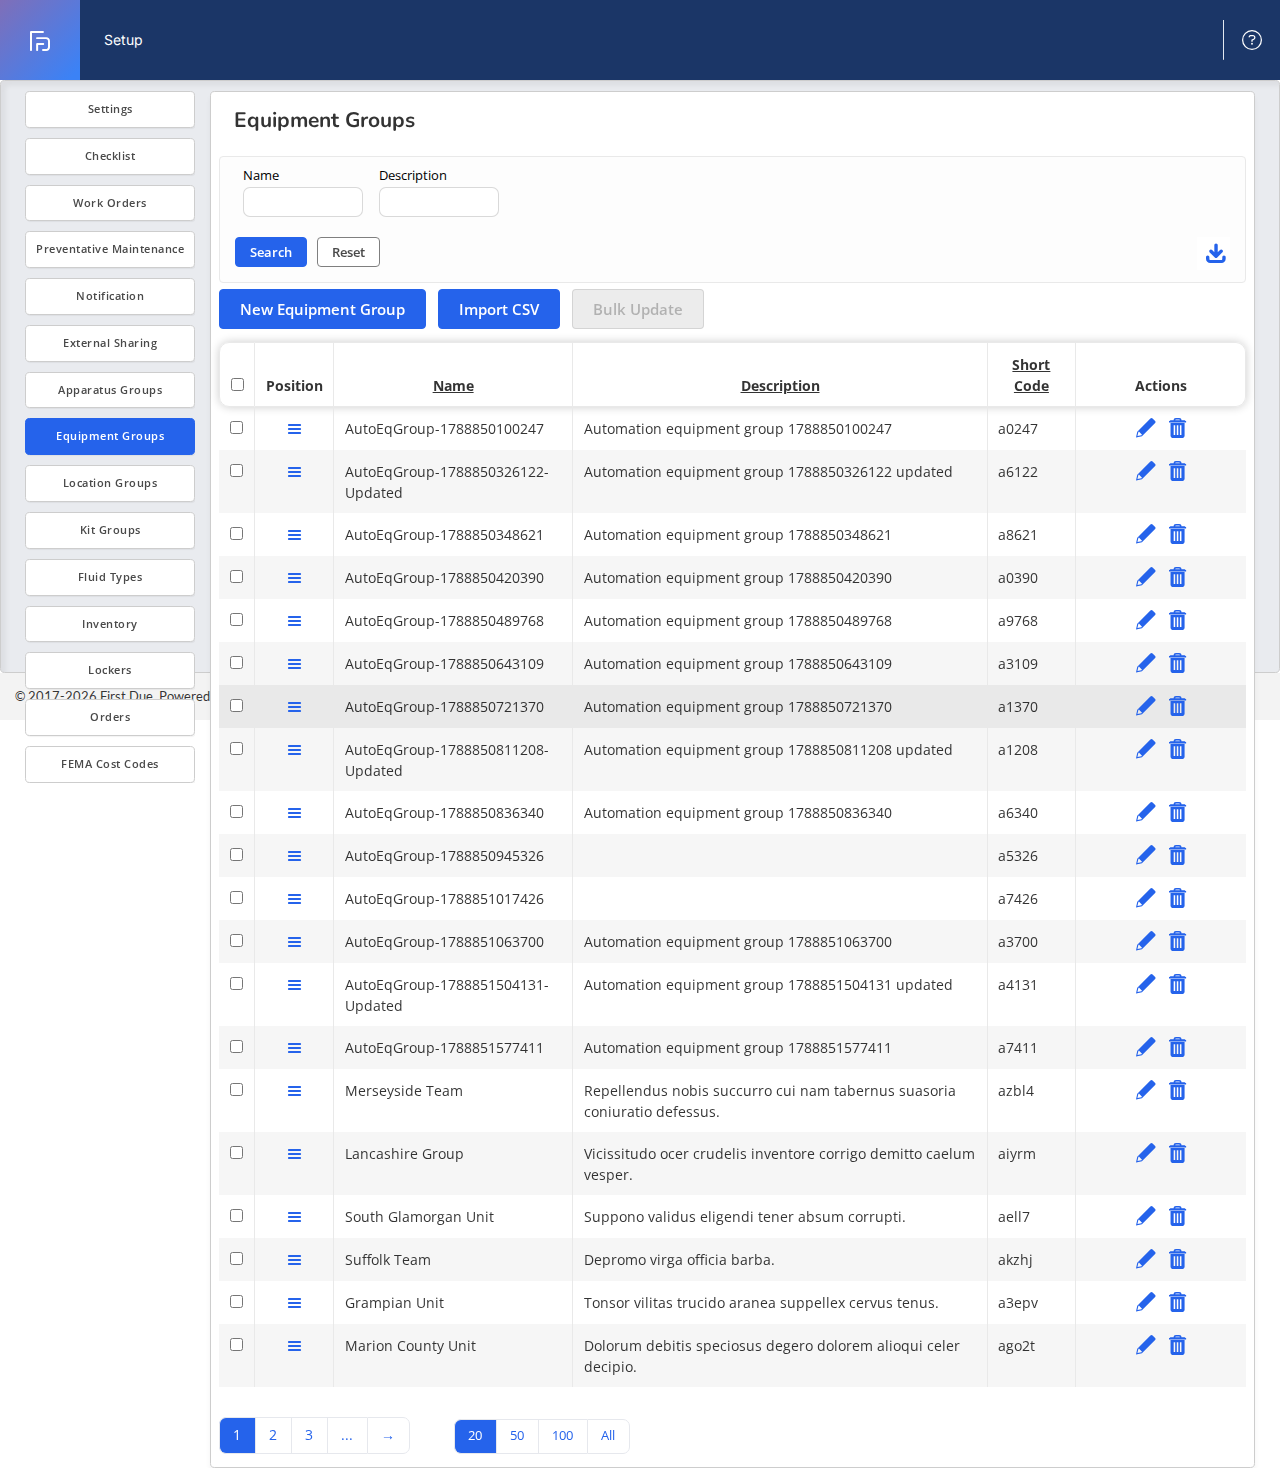 Setup
Settings
Checklist
Work Orders
Preventative Maintenance
Notification
External Sharing
Apparatus Groups
Equipment Groups
Location Groups
Kit Groups
Fluid Types
Inventory
Lockers
© 2017-2026 First Due. Powered
Orders
FEMA Cost Codes
Equipment Groups
Name Description
Search Reset
New Equipment Group Import CSV Bulk Update
Position Name Description Short Code Actions
AutoEqGroup-1788850100247 Automation equipment group 1788850100247 a0247
AutoEqGroup-1788850326122- Automation equipment group 1788850326122 updated a6122
Updated
AutoEqGroup-1788850348621 Automation equipment group 1788850348621 a8621
AutoEqGroup-1788850420390 Automation equipment group 1788850420390 a0390
AutoEqGroup-1788850489768 Automation equipment group 1788850489768 a9768
AutoEqGroup-1788850643109 Automation equipment group 1788850643109 a3109
AutoEqGroup-1788850721370 Automation equipment group 1788850721370 a1370
AutoEqGroup-1788850811208- Automation equipment group 1788850811208 updated a1208
Updated
AutoEqGroup-1788850836340 Automation equipment group 1788850836340 a6340
AutoEqGroup-1788850945326 a5326
AutoEqGroup-1788851017426 a7426
AutoEqGroup-1788851063700 Automation equipment group 1788851063700 a3700
AutoEqGroup-1788851504131- Automation equipment group 1788851504131 updated a4131
Updated
AutoEqGroup-1788851577411 Automation equipment group 1788851577411 a7411
Merseyside Team Repellendus nobis succurro cui nam tabernus suasoria azbl4
coniuratio defessus.
Lancashire Group Vicissitudo ocer crudelis inventore corrigo demitto caelum aiyrm
vesper.
South Glamorgan Unit Suppono validus eligendi tener absum corrupti. aell7
Suffolk Team Depromo virga officia barba. akzhj
Grampian Unit Tonsor vilitas trucido aranea suppellex cervus tenus. a3epv
Marion County Unit Dolorum debitis speciosus degero dolorem alioqui celer ago2t
decipio.
1 2 3 ... → 20 50 100 All